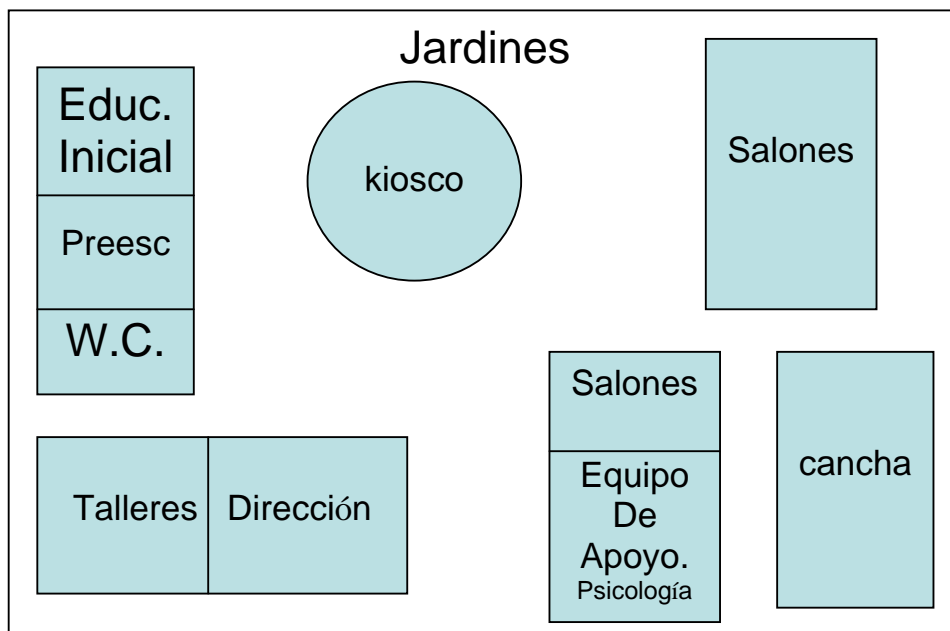 Jardines
Educ.
Inicial
Preesc
W.C.
kiosco
Salones
Talleres
Dirección
Salones
Equipo
De
Apoyo.
Psicología
cancha